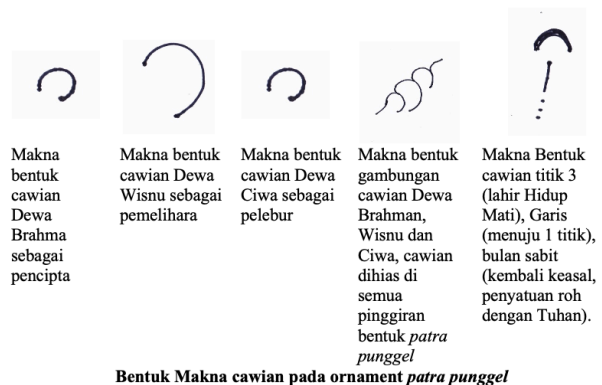 Makna
bentuk
cawian
Dewa
Brahma
sebagai
pencipta
Makna bentuk
cawian Dewa
Wisnu sebagai
pemelihara
Makna bentuk
cawian Dewa
Ciwa sebagai
pelebur
Makna bentuk
gambungan
cawian Dewa
Brahman,
Wisnu dan
Ciwa, cawian
dihias di
semua
pinggiran
bentuk patra
punggel
Makna Bentuk
cawian titik 3
(lahir Hidup
Mati), Garis
(menuju 1 titik),
bulan sabit
(kembali keasal,
penyatuan roh
dengan Tuhan).
Bentuk Makna cawian pada ornament patra punggel